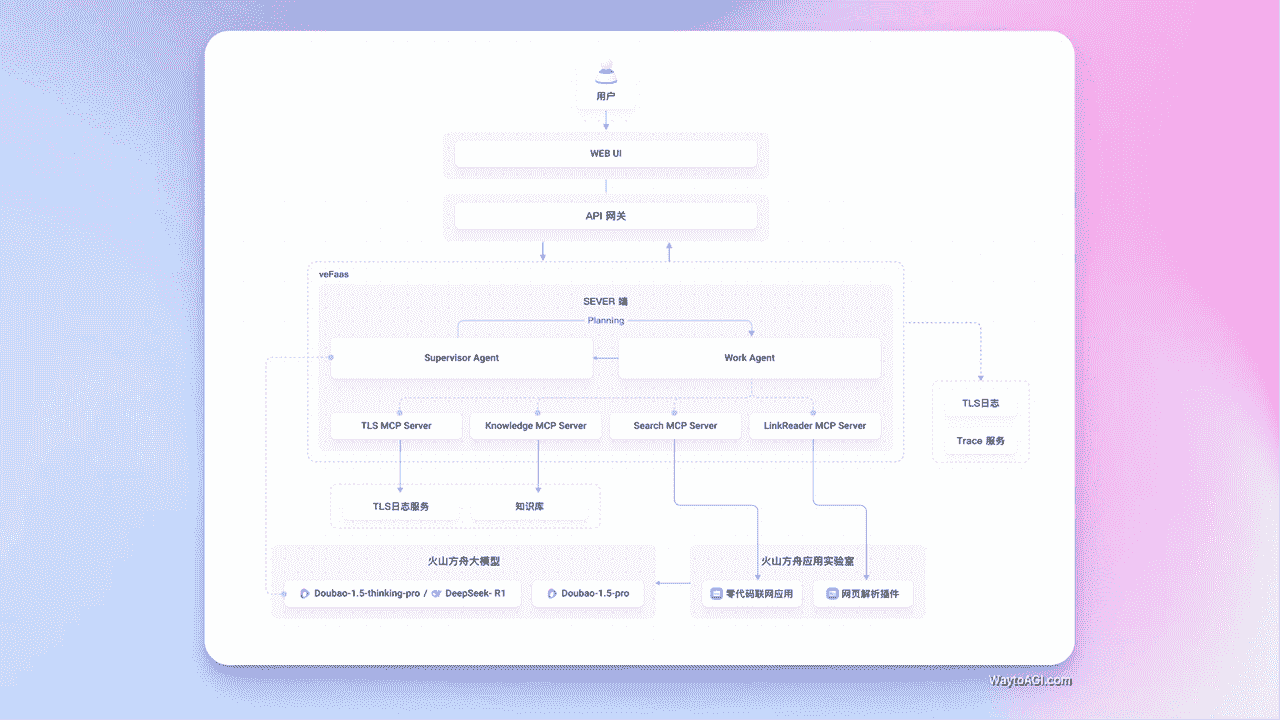 用户
WEB UI
API 网关
veFaas
SEVER 端
Planning
Supervisor Agent
Work Agent
TLS MCP Server
Knowledge MCP Server
Search MCP Server
LinkReader MCP Server
TLS日志
Trace 服务
TLS日志服务
知识库
火山方舟大模型
火山方舟应用实验室
Doubao-1.5-thinking-pro / DeepSeek- R1
Doubao-1.5-pro
零代码联网应用
网页解析插件
WaytoAGI.com